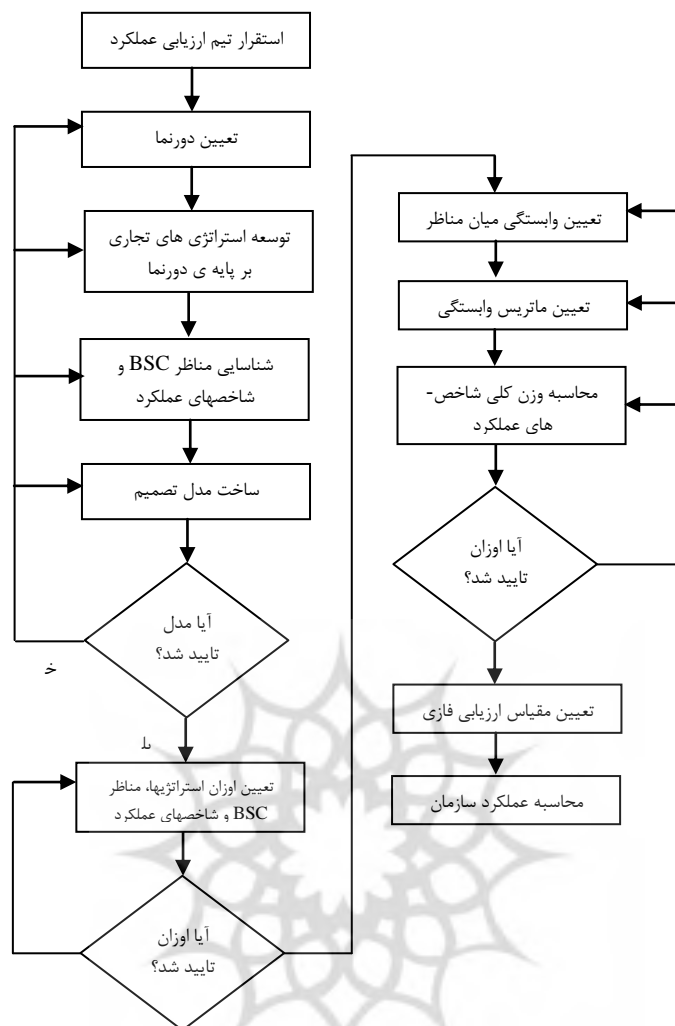 استقرار تیم ارزیابی عملکرد
تعیین دورنما
توسعه استراتژی های تجاری
بر پایه ی دورنما
شناسایی مناظر BSC و
شاخصهای عملکرد
ساخت مدل تصمیم
آیا مدل
تایید شد؟
تعیین اوزان استراتژیها، مناظر
BSC و شاخصهای عملکرد
آیا اوزان
تایید شد؟
تعیین وابستگی میان مناظر
تعیین ماتریس وابستگی
محاسبه وزن کلی شاخص-
های عملکرد
آیا اوزان
تایید شد؟
تعیین مقیاس ارزیابی فازی
محاسبه عملکرد سازمان